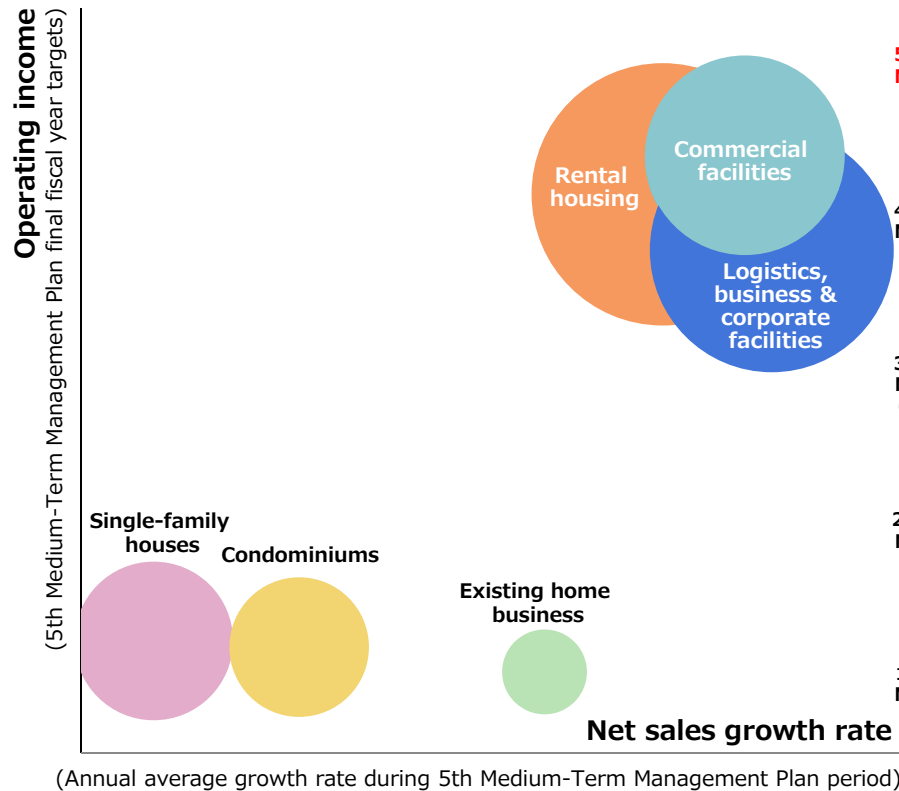 Operating income
(5th Medium-Term Management Plan final fiscal year targets)
Commercial
facilities
Rental
housing
Logistics,
business &
corporate
facilities
Single-family
houses
Condominiums
Existing home
business
Net sales growth rate
(Annual average growth rate during 5th Medium-Term Management Plan period)